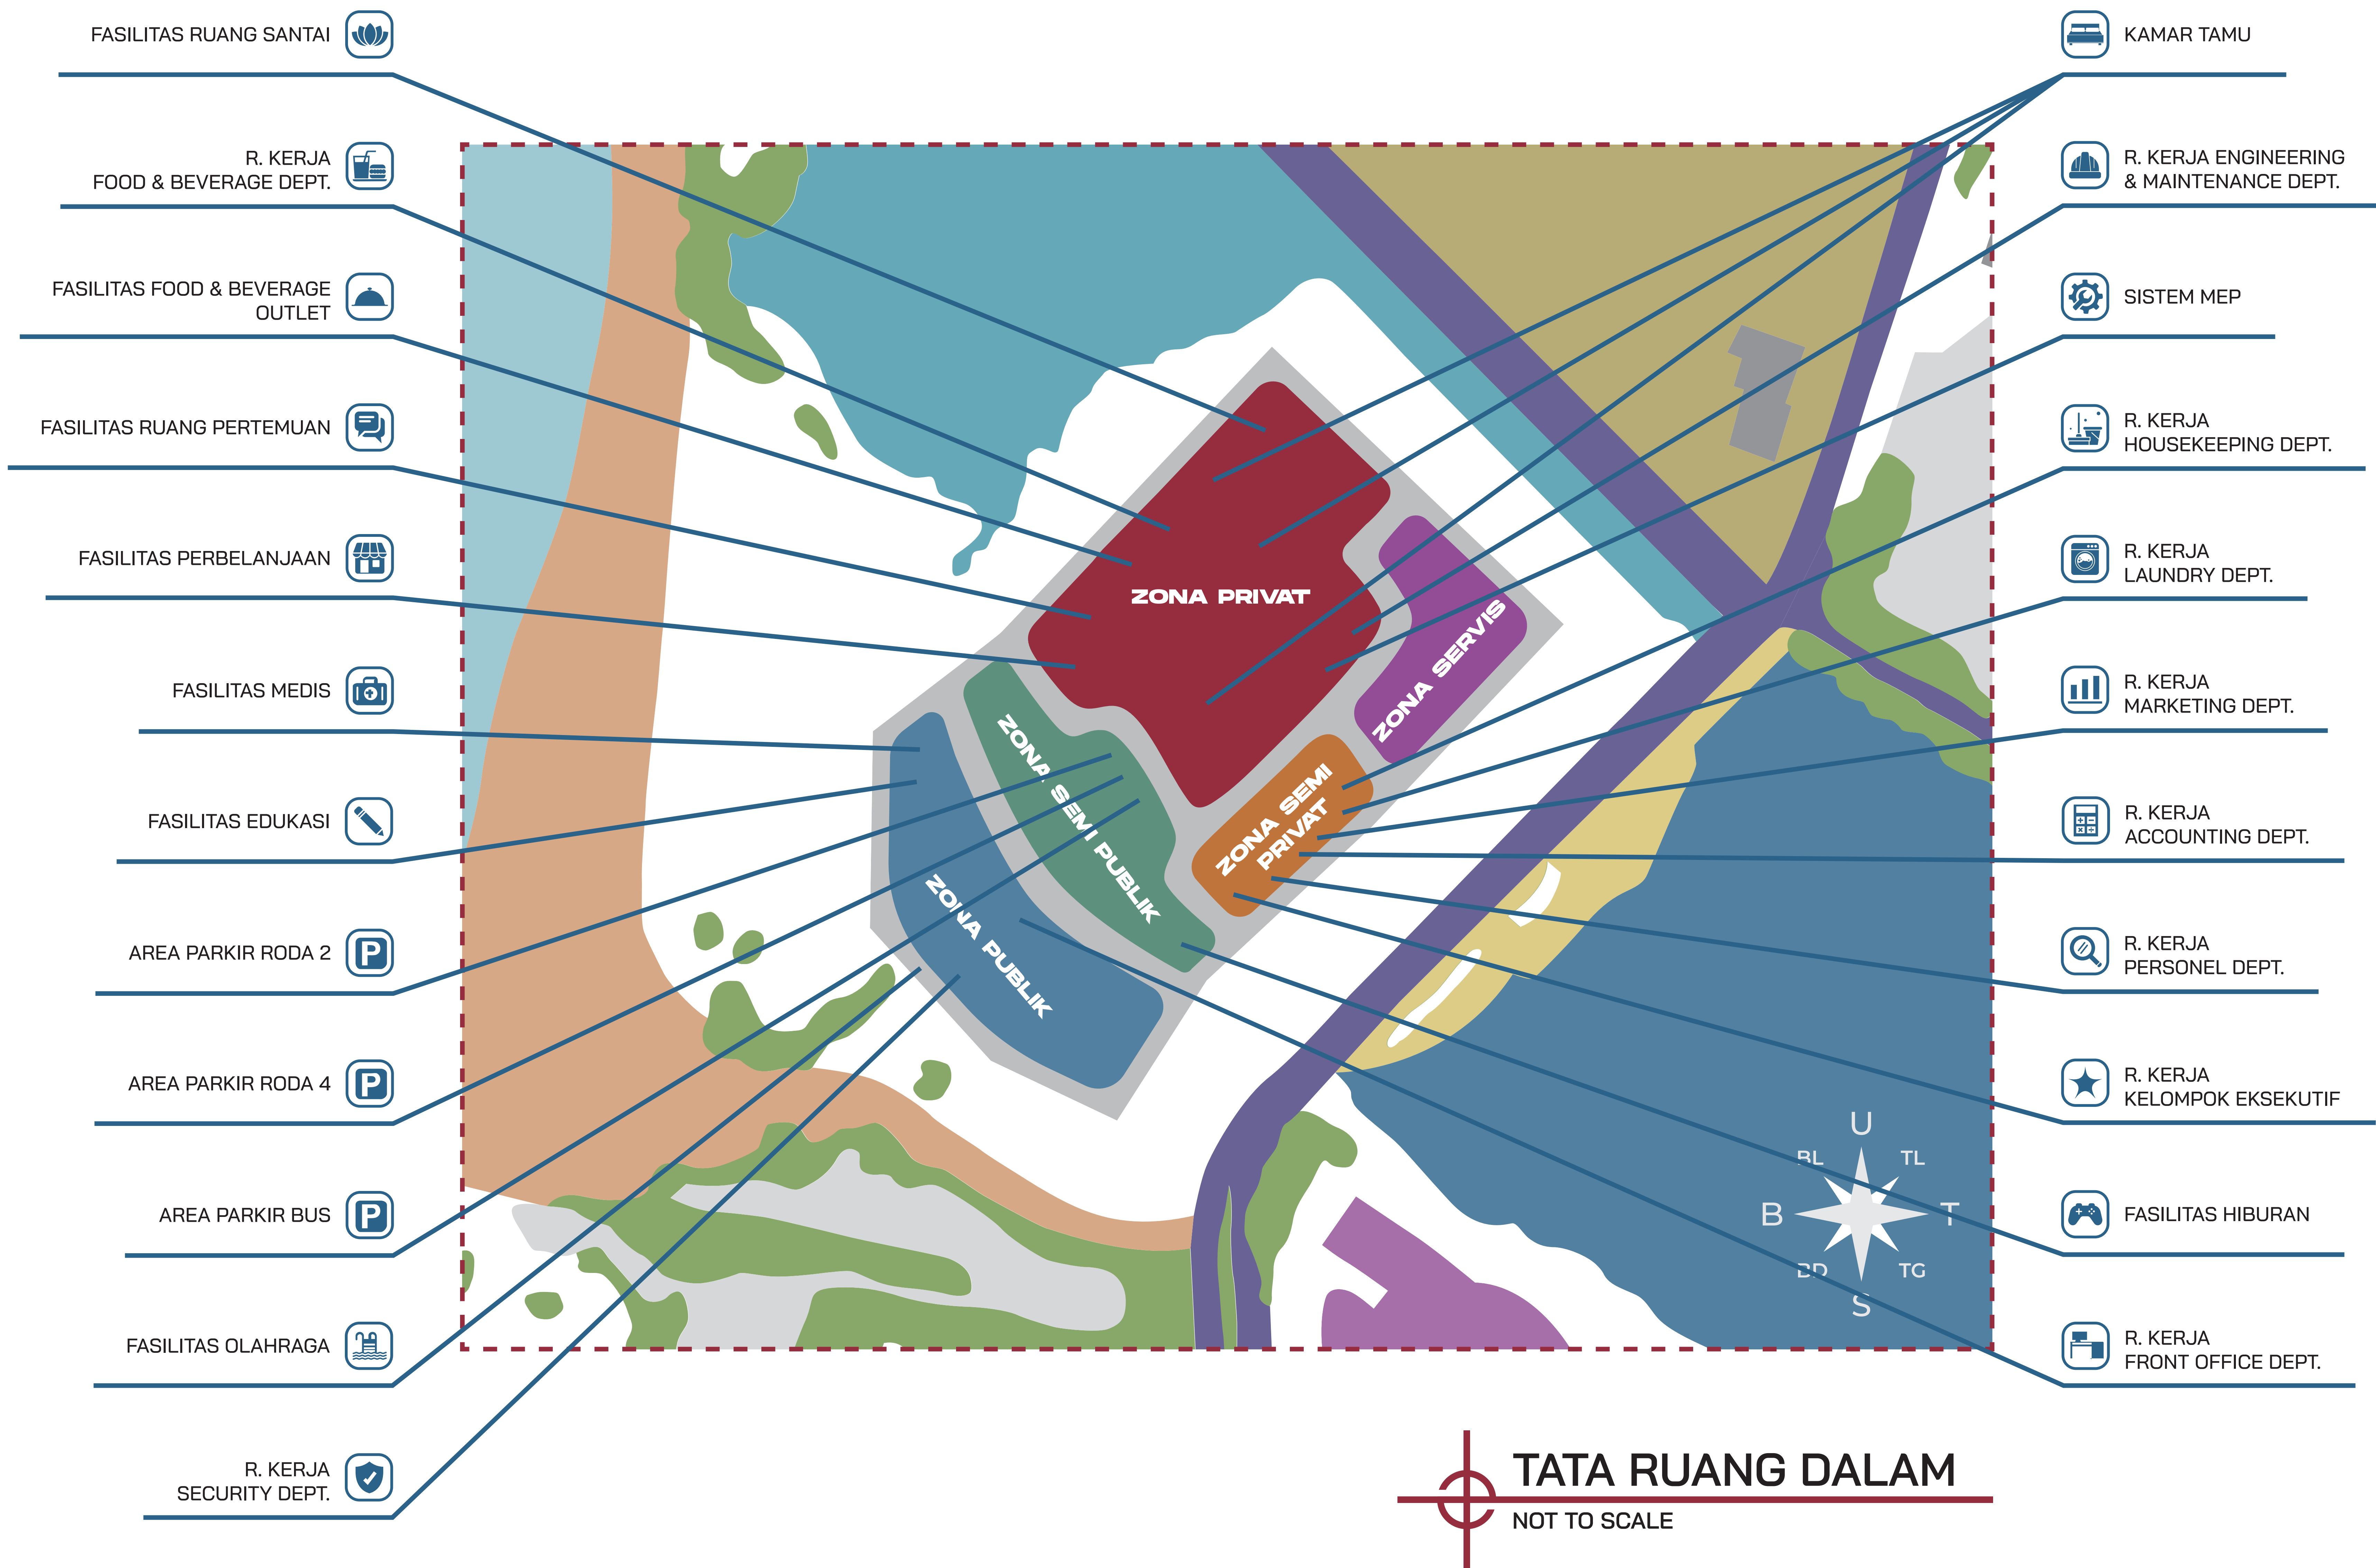 FASILITAS RUANG SANTAI
R. KERJA
FOOD & BEVERAGE DEPT.
FASILITAS FOOD & BEVERAGE
OUTLET
FASILITAS RUANG PERTEMUAN
FASILITAS PERBELANJAAN
FASILITAS MEDIS
FASILITAS EDUKASI
AREA PARKIR RODA 2
P
AREA PARKIR RODA 4
P
AREA PARKIR BUS
P
FASILITAS OLAHRAGA
R. KERJA
SECURITY DEPT.
ZONA PRIVAT
ZONA SERVIS
ZONA SEMI
PRIVAT
ZONA SEMI PUBLIK
ZONA PUBLIK
KAMAR TAMU
R. KERJA ENGINEERING
& MAINTENANCE DEPT.
SISTEM MEP
R. KERJA
HOUSEKEEPING DEPT.
R. KERJA
LAUNDRY DEPT.
R. KERJA
MARKETING DEPT.
R. KERJA
ACCOUNTING DEPT.
R. KERJA
PERSONEL DEPT.
R. KERJA
KELOMPOK EKSEKUTIF
FASILITAS HIBURAN
R. KERJA
FRONT OFFICE DEPT.
U
BL TL
B T
BD TG
S
TATA RUANG DALAM
NOT TO SCALE